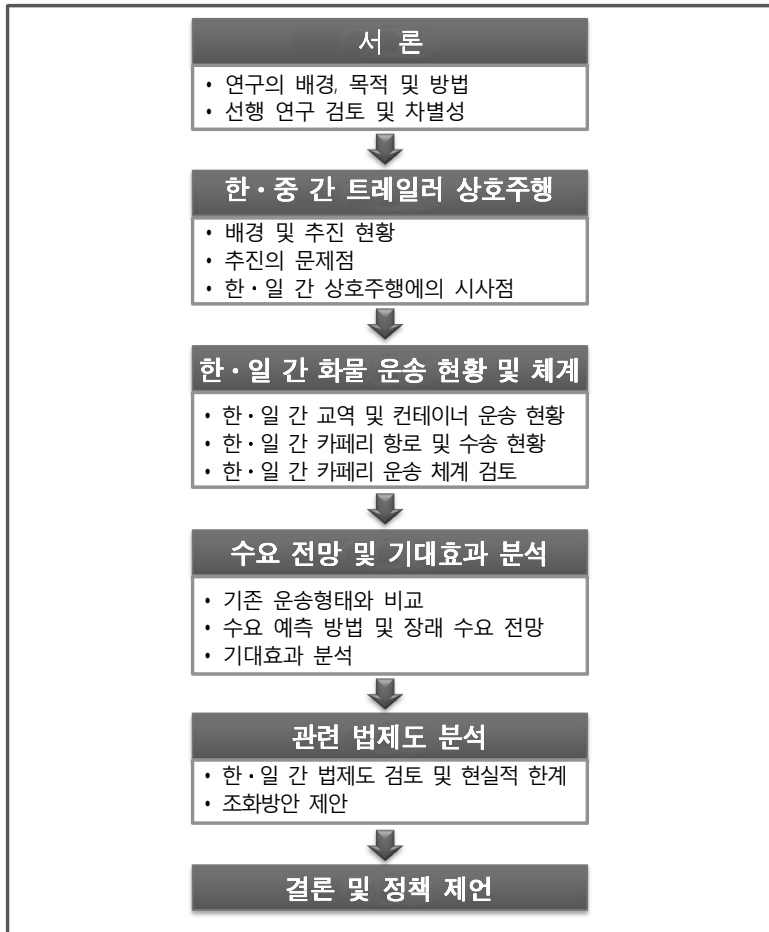 서 론
• 연구의 배경, 목적 및 방법
• 선행 연구 검토 및 차별성
한·중 간 트레일러 상호주행
• 배경 및 추진 현황
• 추진의 문제점
• 한·일 간 상호주행에의 시사점
한·일 간 화물 운송 현황 및 체계
• 한·일 간 교역 및 컨테이너 운송 현황
• 한·일 간 카페리 항로 및 수송 현황
• 한·일 간 카페리 운송 체계 검토
수요 전망 및 기대효과 분석
• 기존 운송형태와 비교
• 수요 예측 방법 및 장래 수요 전망
• 기대효과 분석
관련 법제도 분석
• 한·일 간 법제도 검토 및 현실적 한계
• 조화방안 제안
결론 및 정책 제언